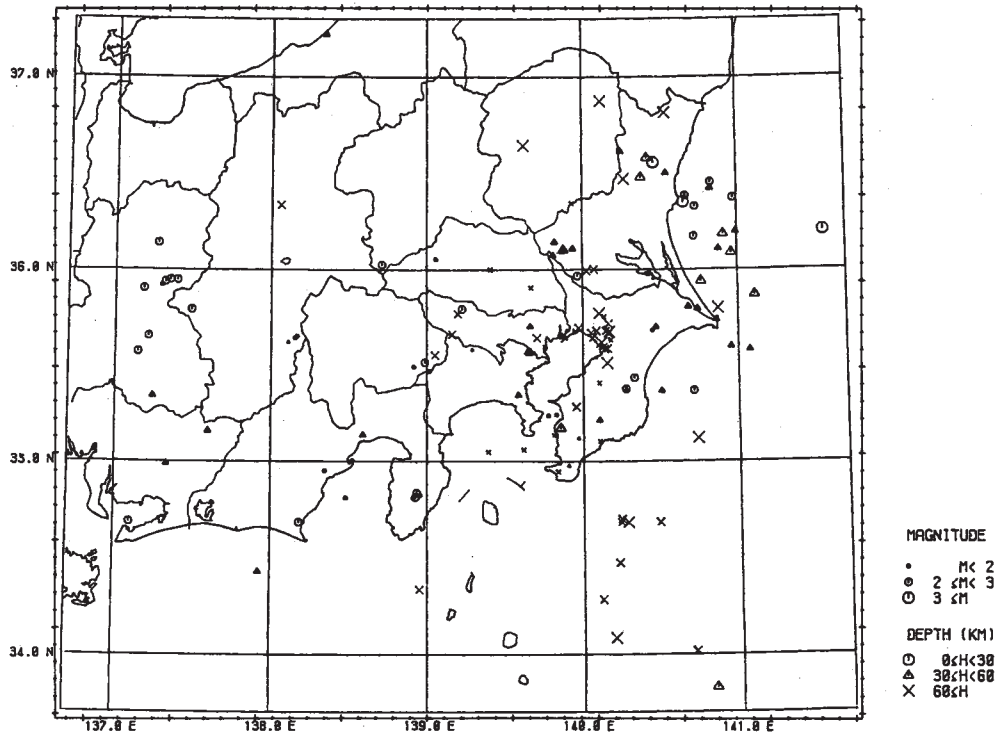 37.0 N
36.0 N
35.0 N
34.0 N
137.0 E
138.0 E
139.0 E
140.0 E
141.0 E
MAGNITUDE
M< 2
2 ≤M< 3
3 ≤M
DEPTH (KM)
0≤H<30
30≤H<60
60≤H